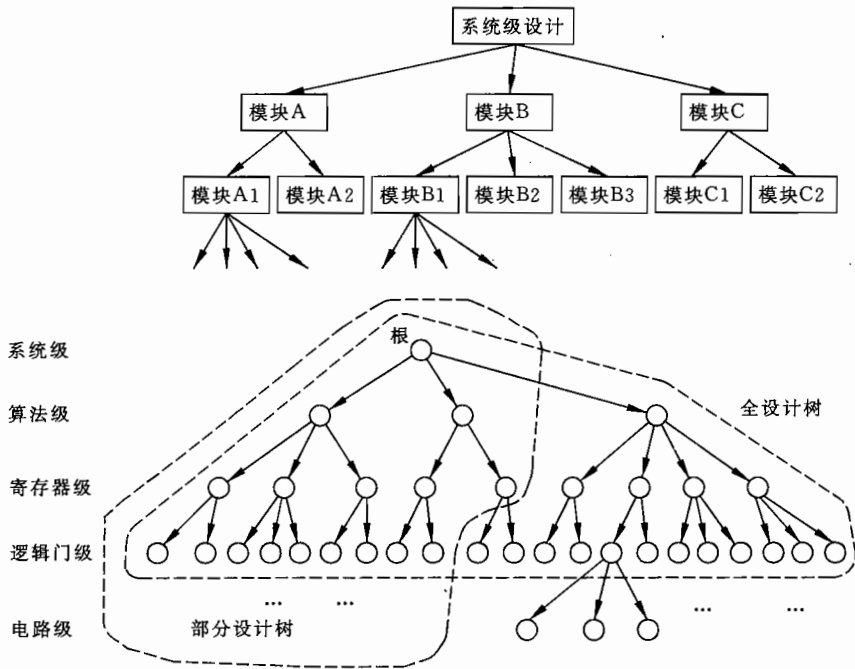 系统级设计
模块A
模块B
模块C
模块A1
模块A2
模块B1
模块B2
模块B3
模块C1
模块C2
系统级
根
算法级
全设计树
寄存器级
逻辑门级
...
...
...
...
电路级
部分设计树